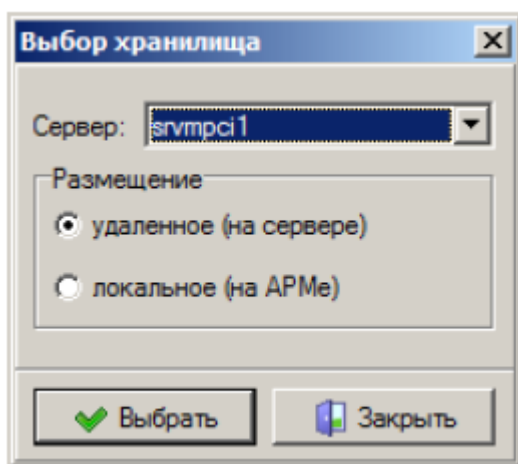 Выбор хранилища
Сервер: srvmpci1
Размещение
удаленное (на сервере)
локальное (на АРМе)
Выбрать Закрыть